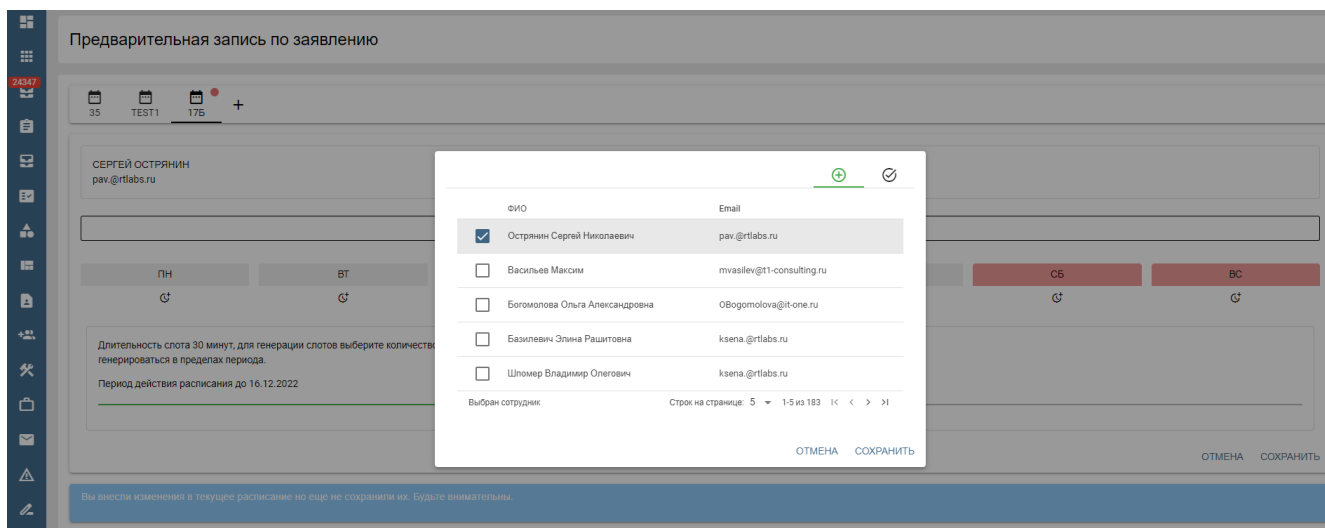 Предварительная запись по заявлению
24347
35
TEST1
17Б
+
СЕРГЕЙ ОСТРЯНИН
pav.@rtlabs.ru
ФИО Email
Острянин Сергей Николаевич pav.@rtlabs.ru
Васильев Максим mvasilev@t1-consulting.ru
Богомолова Ольга Александровна OBogomolova@it-one.ru
Базилевич Элина Рашитовна ksena.@rtlabs.ru
Шпомер Владимир Олегович ksena.@rtlabs.ru
Выбран сотрудник Строк на странице: 5 1-5 из 183
ОТМЕНА СОХРАНИТЬ
ПН ВТ СБ ВС
Длительность слота 30 минут, для генерации слотов выберите количество
генерироваться в пределах периода.
Период действия расписания до 16.12.2022
ОТМЕНА СОХРАНИТЬ
Вы внесли изменения в текущее расписание но еще не сохранили их. Будьте внимательны.